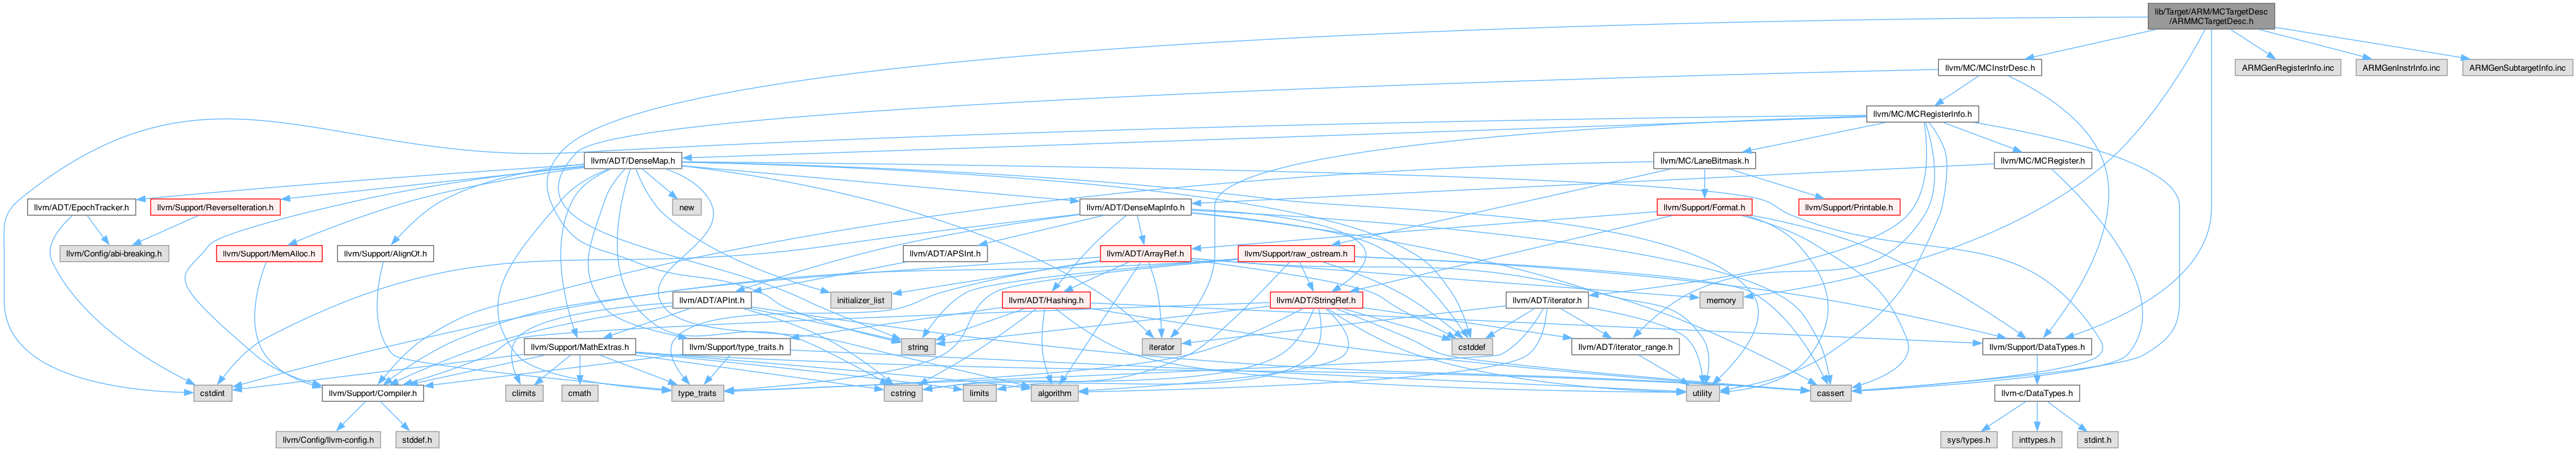 lib/Target/ARM/MCTargetDesc
/ARMMCTargetDesc.h
llvm/MC/MCInstrDesc.h
ARMGenRegisterInfo.inc
ARMGenInstrInfo.inc
ARMGenSubtargetInfo.inc
llvm/MC/MCRegisterInfo.h
llvm/ADT/DenseMap.h
llvm/MC/LaneBitmask.h
llvm/MC/MCRegister.h
llvm/ADT/EpochTracker.h
llvm/Support/ReverseIteration.h
new
llvm/ADT/DenseMapInfo.h
llvm/Support/Format.h
llvm/Support/Printable.h
llvm/Config/abi-breaking.h
llvm/Support/MemAlloc.h
llvm/Support/AlignOf.h
llvm/ADT/APSInt.h
llvm/ADT/ArrayRef.h
llvm/Support/raw_ostream.h
llvm/ADT/APInt.h
initializer_list
llvm/ADT/Hashing.h
llvm/ADT/StringRef.h
llvm/ADT/iterator.h
memory
llvm/Support/MathExtras.h
llvm/Support/type_traits.h
string
iterator
cstddef
llvm/ADT/iterator_range.h
llvm/Support/DataTypes.h
cstdint
llvm/Support/Compiler.h
climits
cmath
type_traits
cstring
limits
algorithm
utility
cassert
llvm-c/DataTypes.h
llvm/Config/llvm-config.h
stddef.h
sys/types.h
inttypes.h
stdint.h